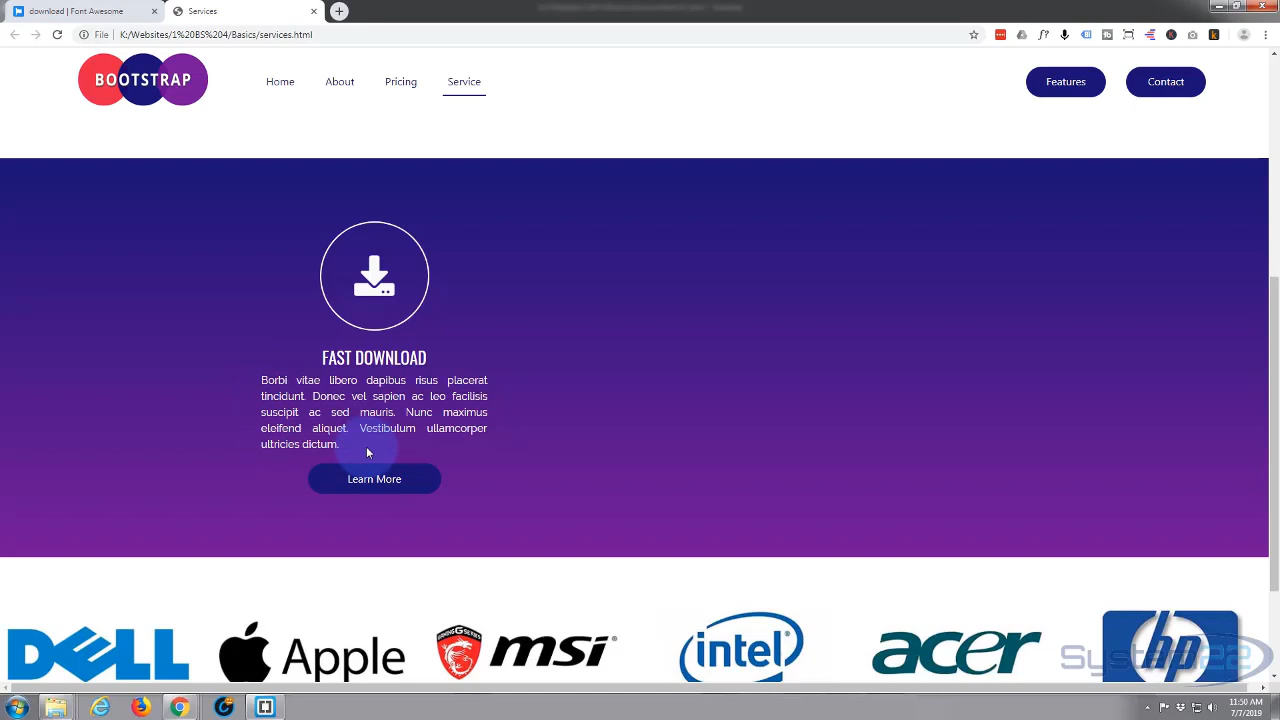 download | Font Awesome
Services
File
K:/Websites/1%20BS%204/Basics/services.html
BOOTSTRAP
Home
About
Pricing
Service
Features
Contact
FAST DOWNLOAD
Borbi vitae libero dapibus risus placerat
tincidunt. Donec vel sapien ac leo facilisis
suscipit ac sed mauris. Nunc maximus
eleifend aliquet. Vestibulum ullamcorper
ultricies dictum.
Learn More
DELL
Apple
GAMING G SERIES
msi
intel
acer
hp
System22
11:50 AM
7/7/2019